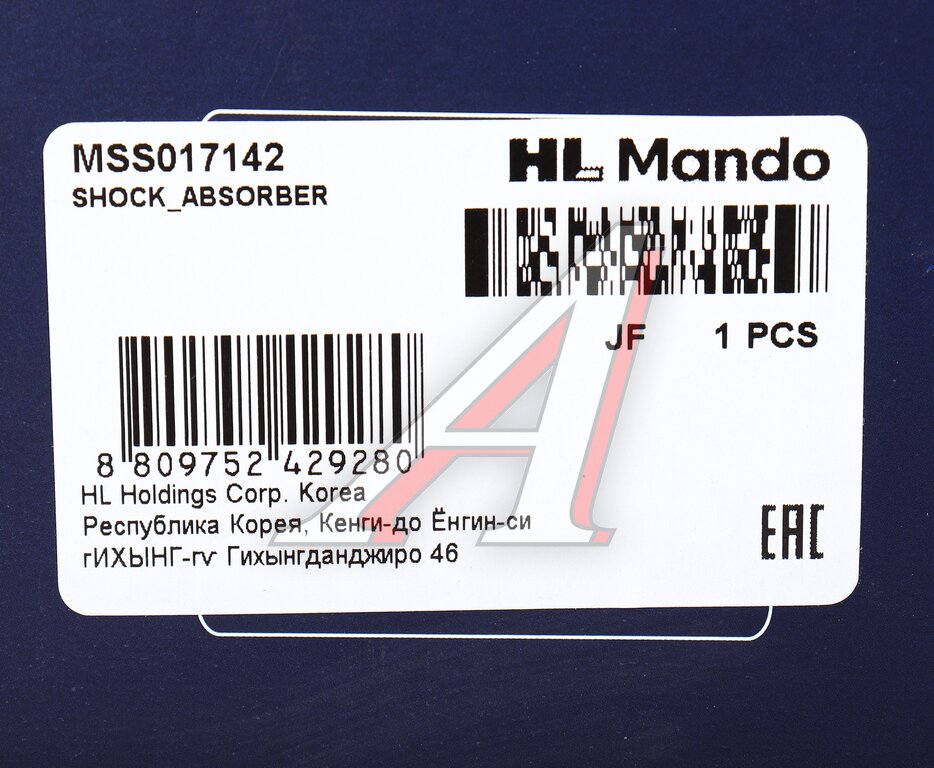 MSS017142
SHOCK_ABSORBER
HL Mando
JF 1 PCS
8 809752 429280
HL Holdings Corp. Korea
Республика Корея, Кенги-до Ёнгин-си
гИХЫНГ-гv Гихынгданджиро 46
EAC